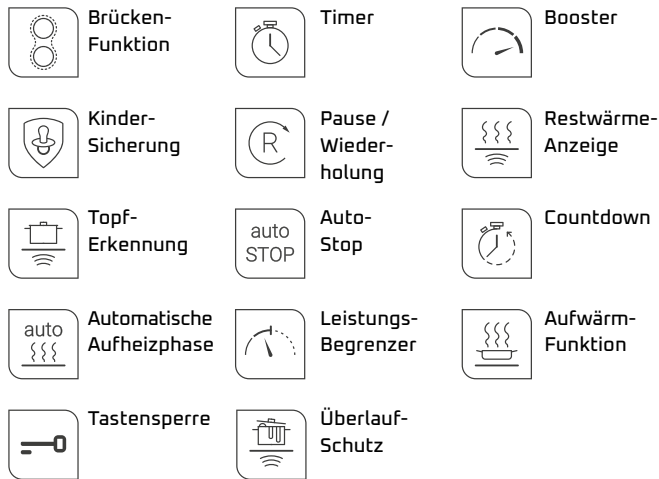 Brücken-
Funktion
Timer
Booster
Kinder-
Sicherung
R
Pause /
Wieder-
holung
Restwärme-
Anzeige
Topf-
Erkennung
auto
STOP
Auto-
Stop
Countdown
auto
Automatische
Aufheizphase
Leistungs-
Begrenzer
Aufwärm-
Funktion
Tastensperre
Überlauf-
Schutz